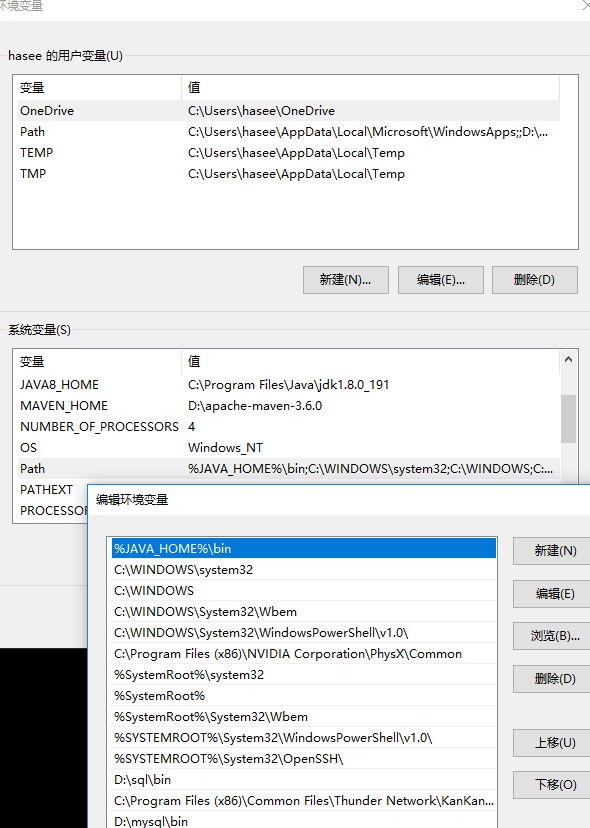 环境变量
hasee 的用户变量(U)
变量 值
OneDrive C:\Users\hasee\OneDrive
Path C:\Users\hasee\AppData\Local\Microsoft\WindowsApps;;D:\...
TEMP C:\Users\hasee\AppData\Local\Temp
TMP C:\Users\hasee\AppData\Local\Temp
新建(N)... 编辑(E)... 删除(D)
系统变量(S)
变量 值
JAVA8_HOME C:\Program Files\Java\jdk1.8.0_191
MAVEN_HOME D:\apache-maven-3.6.0
NUMBER_OF_PROCESSORS 4
OS Windows_NT
Path %JAVA_HOME%\bin;C:\WINDOWS\system32;C:\WINDOWS;C:...
PATHEXT
PROCESSOR
编辑环境变量
%JAVA_HOME%\bin
新建(N)
C:\WINDOWS\system32
C:\WINDOWS
编辑(E)
C:\WINDOWS\System32\Wbem
C:\WINDOWS\System32\WindowsPowerShell\v1.0\
浏览(B)...
C:\Program Files (x86)\NVIDIA Corporation\PhysX\Common
%SystemRoot%\system32
删除(D)
%SystemRoot%
%SystemRoot%\System32\Wbem
%SYSTEMROOT%\System32\WindowsPowerShell\v1.0\
上移(U)
%SYSTEMROOT%\System32\OpenSSH\
D:\sql\bin
下移(O)
C:\Program Files (x86)\Common Files\Thunder Network\KanKan...
D:\mysql\bin